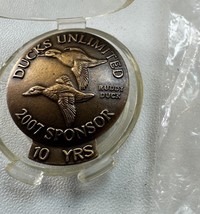 DUCKS UNLIMITED
RUDDY
DUCK
2007 SPONSOR
10 YRS